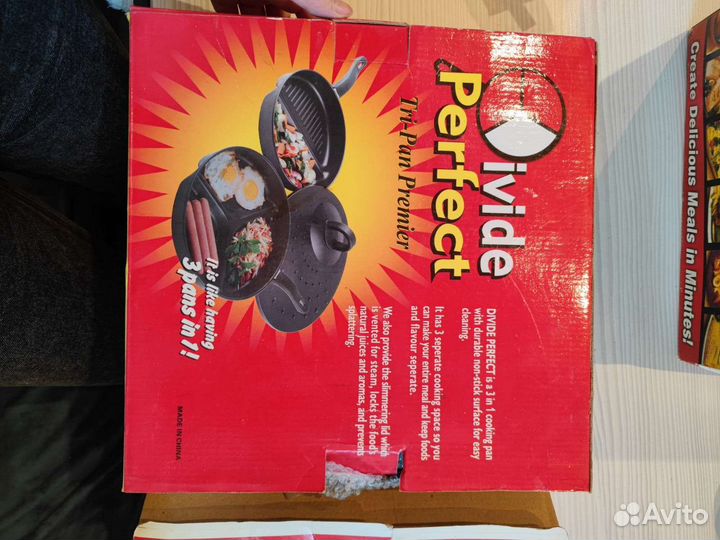 Divide
Perfect
Tri-Pan Premier
It is like having
3 pans in 1!
DIVIDE PERFECT is a 3 in 1 cooking pan
with durable non-stick surface for easy
cleaning.
It has 3 seperate cooking space so you
can make your entire meal and keep foods
and flavour seperate.
We also provide the slimmering lid which
is vented for steam, locks the food's
natural juices and aromas, and prevents
splattering.
MADE IN CHINA
Create Delicious Meals in Minutes!
Avito